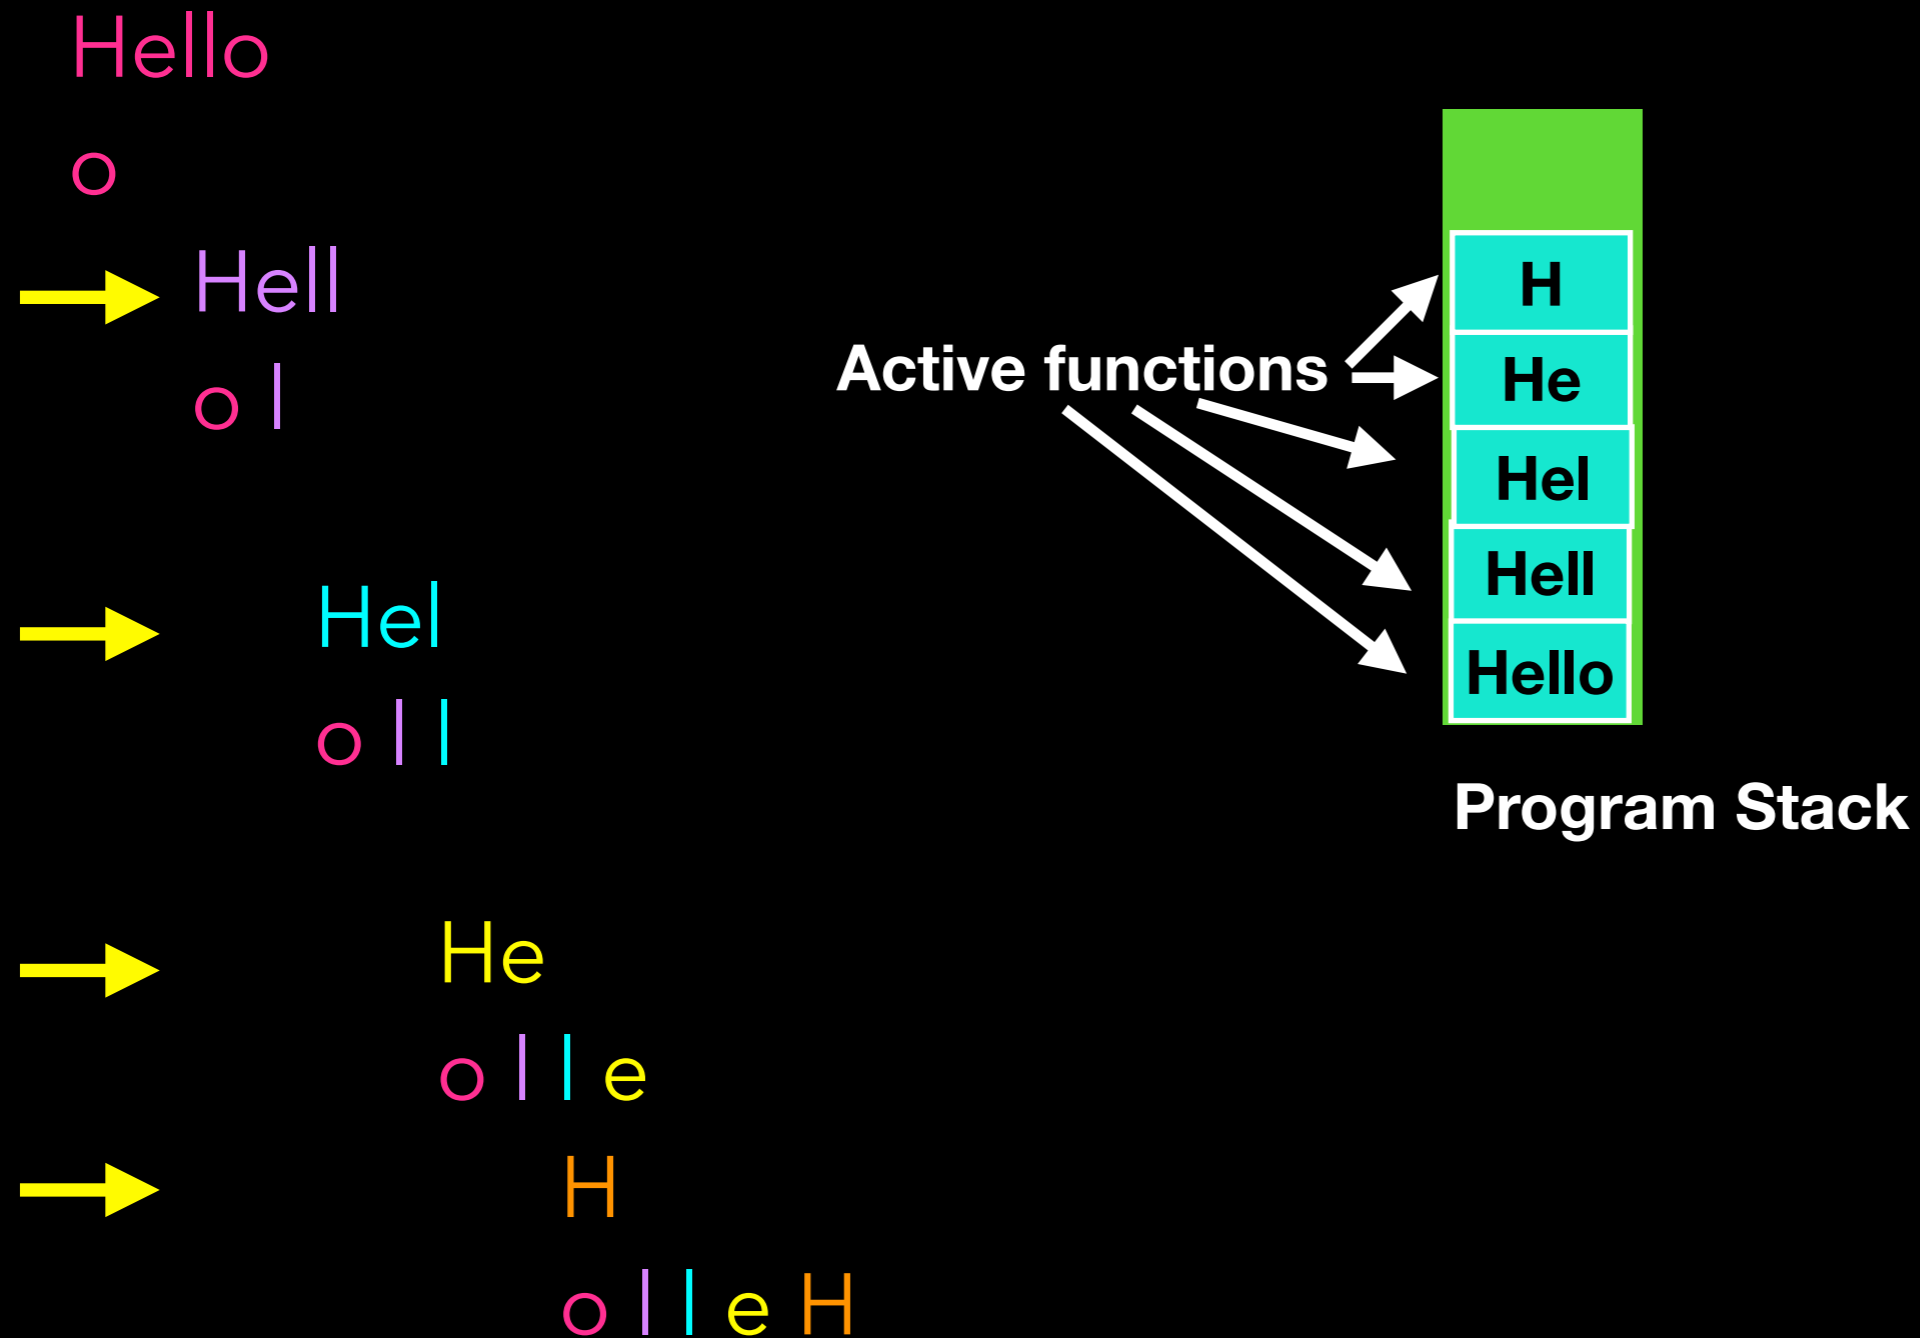 Hello
o
Hell
o l
Hel
o l l
He
o l l e
H
o l l e H
Active functions
H
He
Hel
Hell
Hello
Program Stack